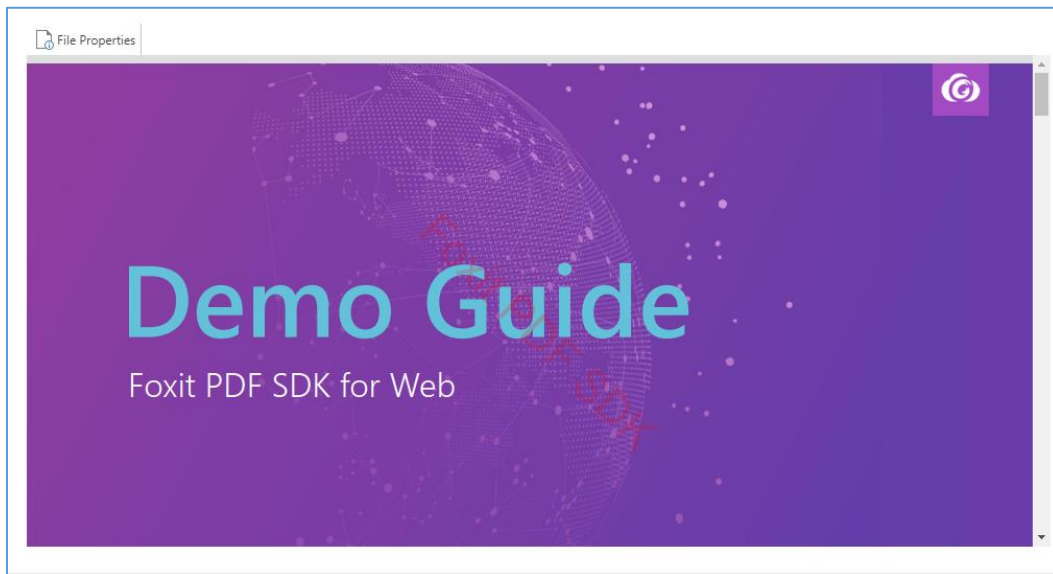 File Properties
Demo Guide
Foxit PDF SDK for Web
Foxit PDF SDK